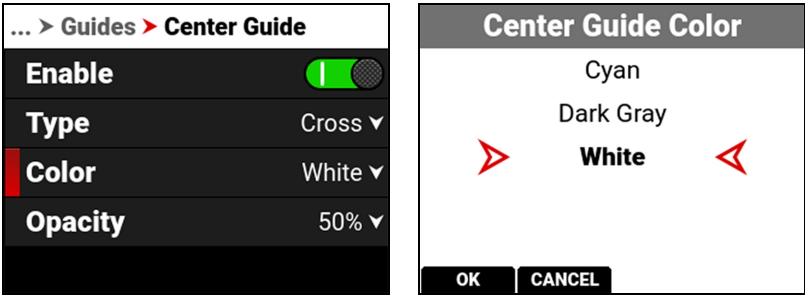 ... > Guides > Center Guide
Enable
Type Cross
Color White
Opacity 50%
Center Guide Color
Cyan
Dark Gray
White
OK CANCEL